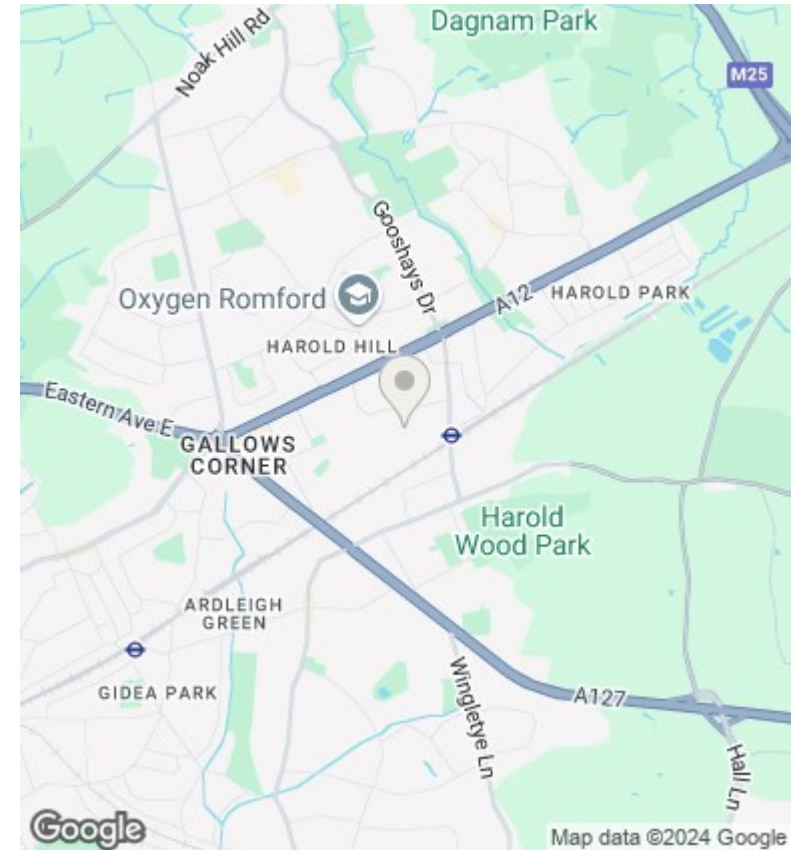 Dagnam Park
Noak Hill Rd
M25
Gooshays Dr
Oxygen Romford
A12
HAROLD PARK
HAROLD HILL
Eastern Ave E
GALLOWS
CORNER
Harold
Wood Park
ARDLEIGH
GREEN
GIDEA PARK
Wingletye Ln
A127
Hall Ln
Google
Map data ©2024 Google